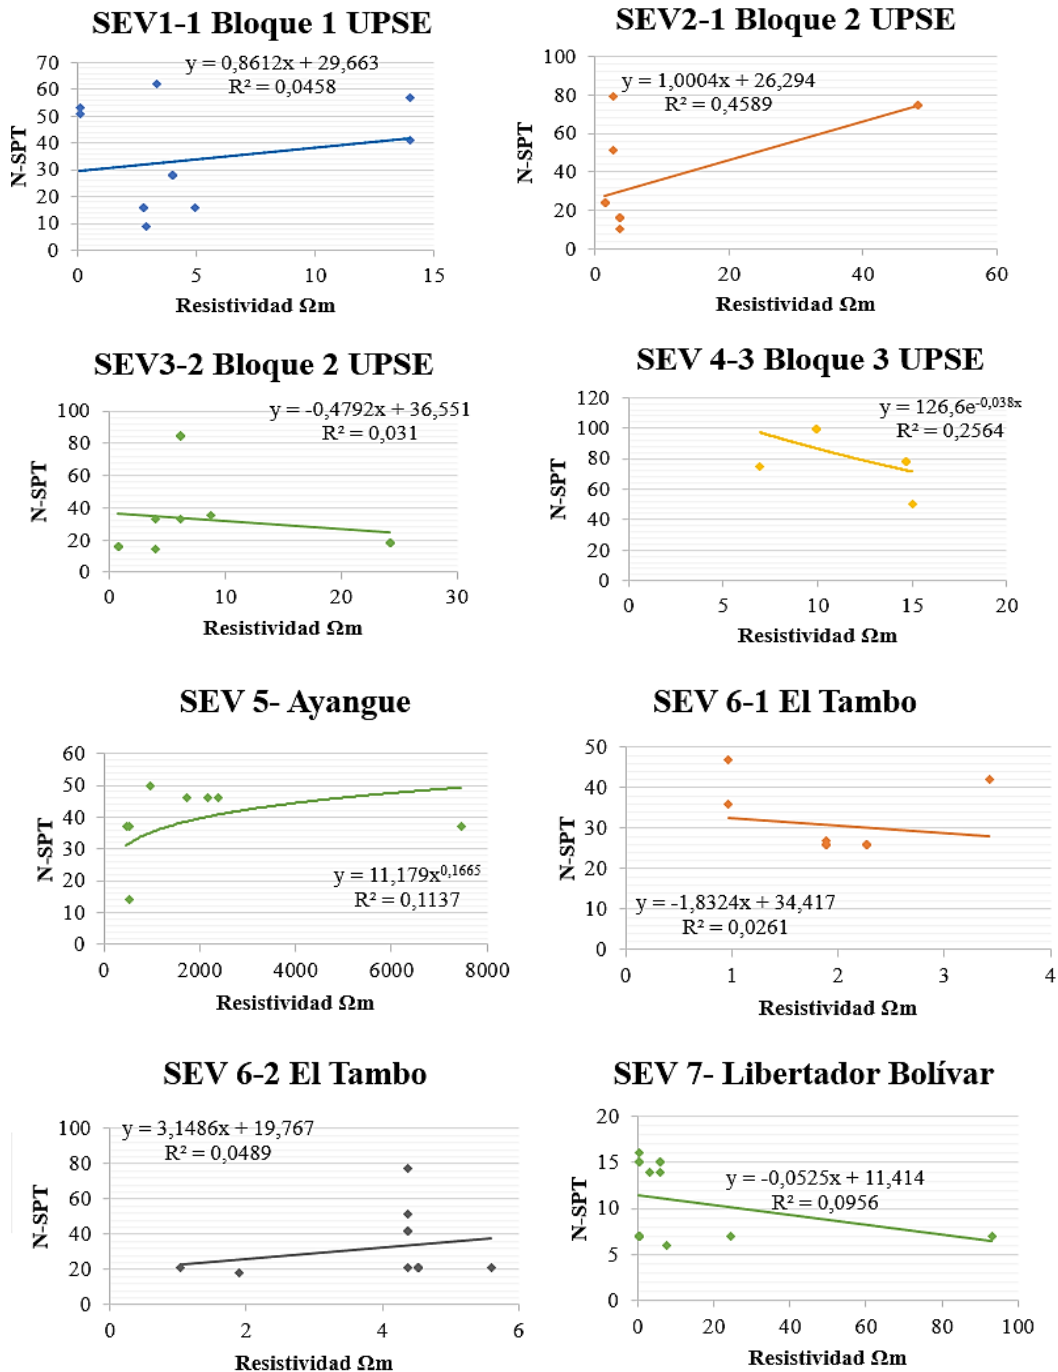 SEV1-1 Bloque 1 UPSE
y = 0,8612x + 29,663
R² = 0,0458
70
60
50
40
30
20
10
0
N-SPT
0 5 10 15
Resistividad Ωm
SEV2-1 Bloque 2 UPSE
y = 1,0004x + 26,294
R² = 0,4589
100
80
60
40
20
0
N-SPT
0 20 40 60
Resistividad Ωm
SEV3-2 Bloque 2 UPSE
y = -0,4792x + 36,551
R² = 0,031
100
80
60
40
20
0
N-SPT
0 10 20 30
Resistividad Ωm
SEV 4-3 Bloque 3 UPSE
y = 126,6e^-0,038x
R² = 0,2564
120
100
80
60
40
20
0
N-SPT
0 5 10 15 20
Resistividad Ωm
SEV 5- Ayangue
60
50
40
30
20
10
0
N-SPT
y = 11,179x^0,1665
R² = 0,1137
0 2000 4000 6000 8000
Resistividad Ωm
SEV 6-1 El Tambo
50
40
30
20
10
0
N-SPT
y = -1,8324x + 34,417
R² = 0,0261
0 1 2 3 4
Resistividad Ωm
SEV 6-2 El Tambo
y = 3,1486x + 19,767
R² = 0,0489
100
80
60
40
20
0
N-SPT
0 2 4 6
Resistividad Ωm
SEV 7- Libertador Bolívar
20
15
10
5
0
N-SPT
y = -0,0525x + 11,414
R² = 0,0956
0 20 40 60 80 100
Resistividad Ωm